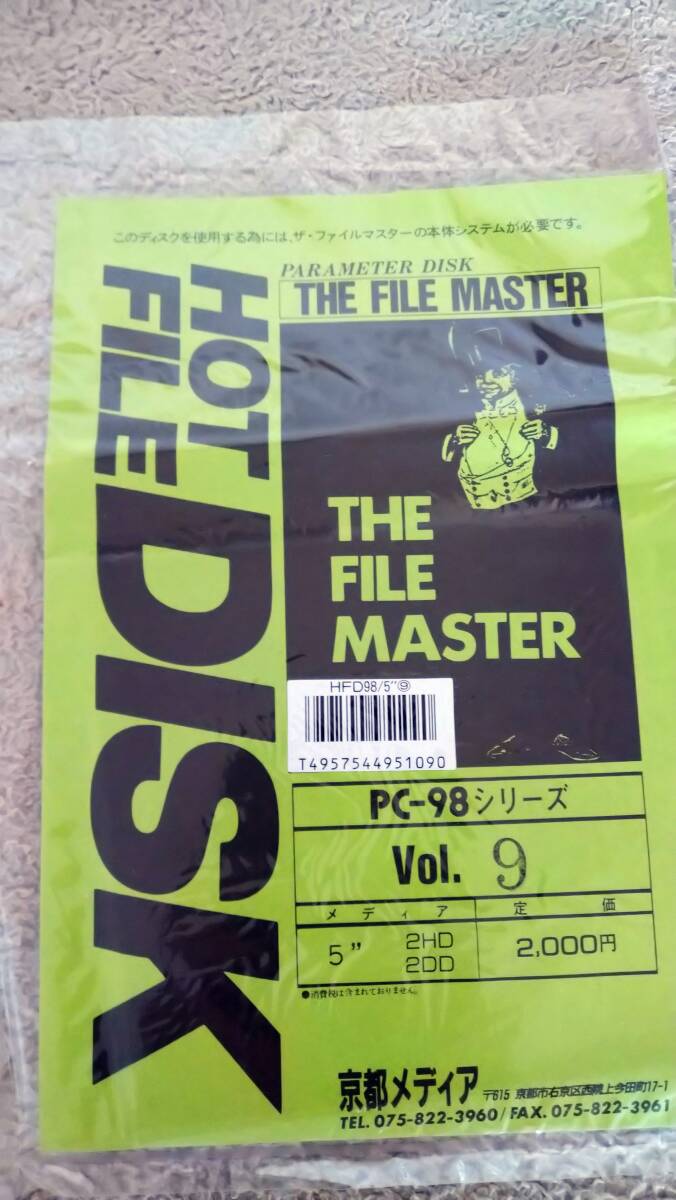 このディスクを使用する為には、ザ・ファイルマスターの本体システムが必要です。
HOT
FILE
DISK
PARAMETER DISK
THE FILE MASTER
THE
FILE
MASTER
HFD98/5"⑨
T4957544951090
PC-98シリーズ
Vol. 9
メディア 定価
5" 2HD
2DD
2,000円
●消費税は含まれておりません。
京都メディア 〒615 京都市右京区西院上今田町17-1
TEL. 075-822-3960/FAX. 075-822-3961